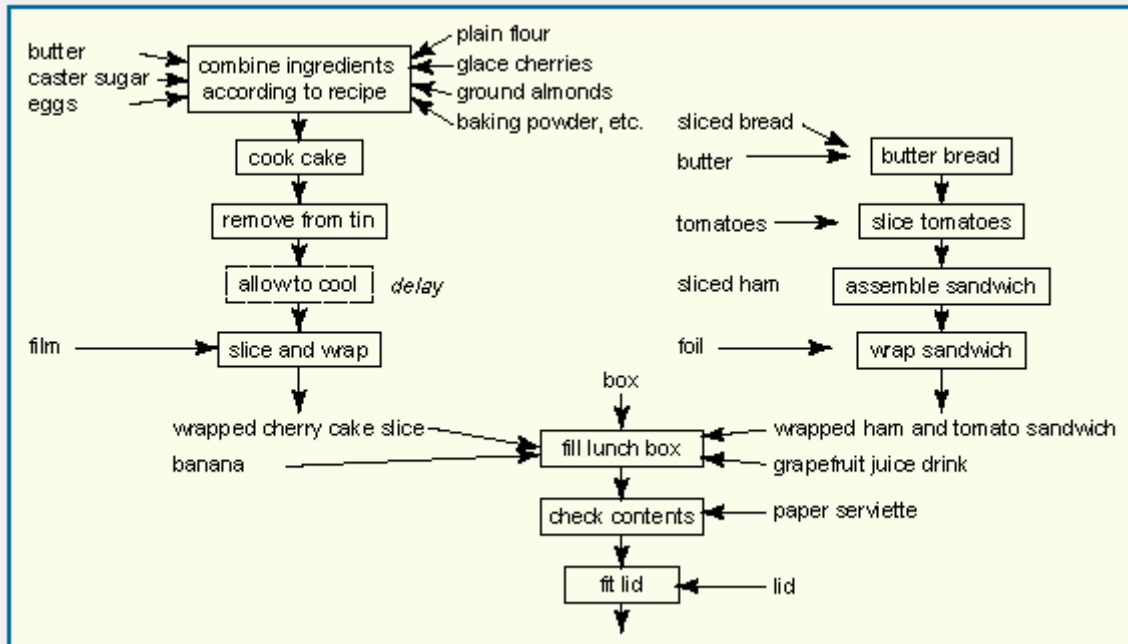 butter
caster sugar
eggs
combine ingredients
according to recipe
plain flour
glace cherries
ground almonds
baking powder, etc.
cook cake
remove from tin
allow to cool
delay
film
slice and wrap
wrapped cherry cake slice
banana
sliced bread
butter
butter bread
tomatoes
slice tomatoes
sliced ham
assemble sandwich
foil
wrap sandwich
box
fill lunch box
wrapped ham and tomato sandwich
grapefruit juice drink
check contents
paper serviette
fit lid
lid